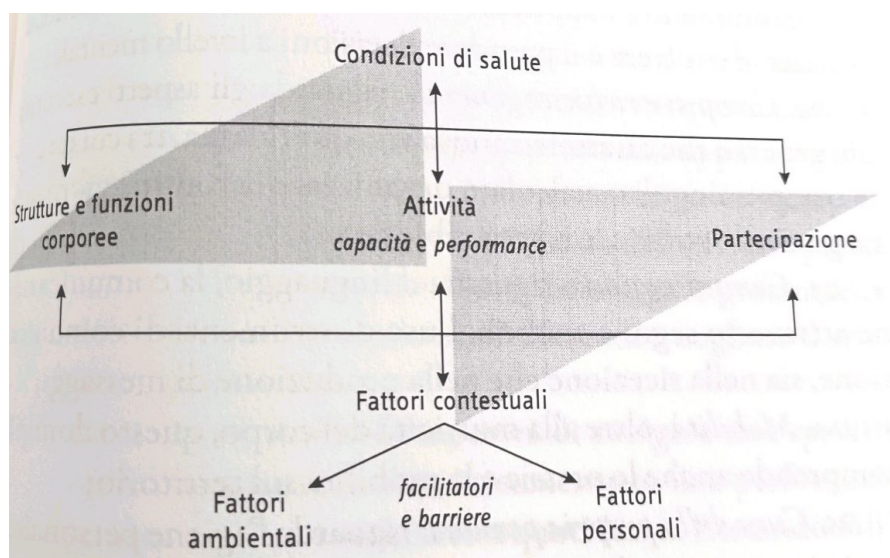 Condizioni di salute
Strutture e funzioni
corporee
Attività
capacità e performance
Partecipazione
Fattori contestuali
Fattori
ambientali
facilitatori
e barriere
Fattori
personali